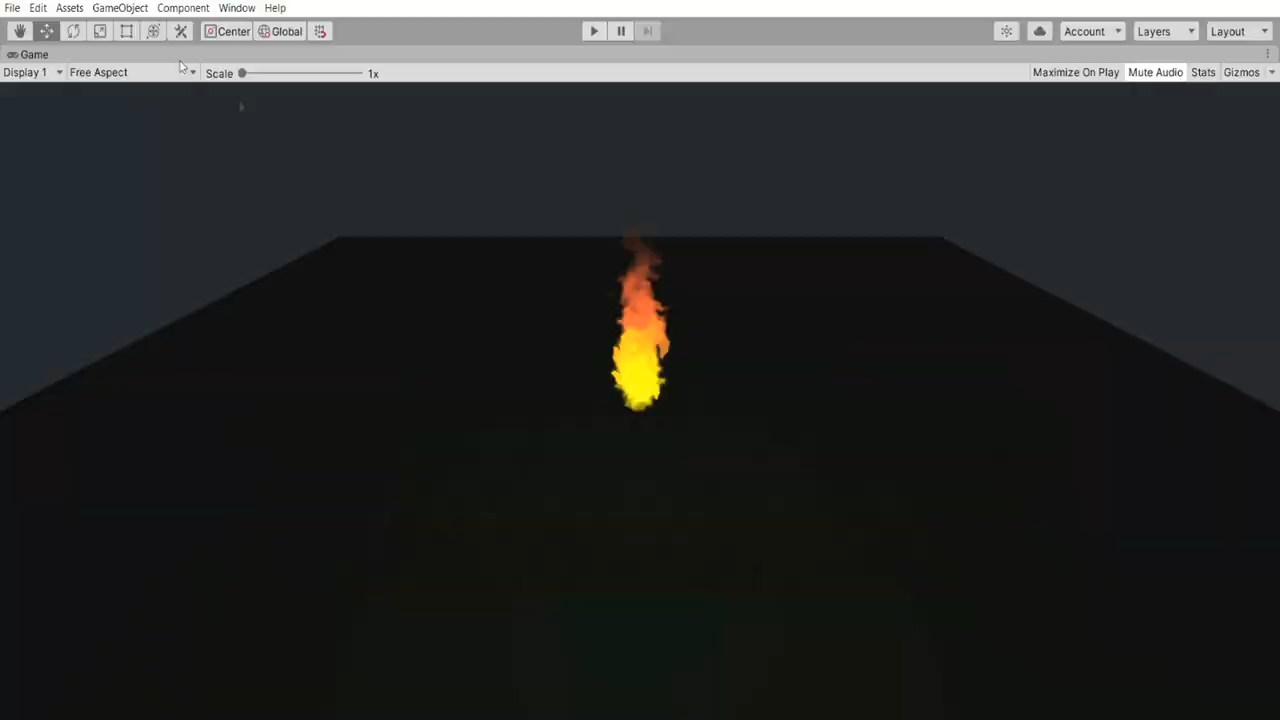 File Edit Assets GameObject Component Window Help
Center Global Account Layers Layout
Game
Display 1 Free Aspect Scale 1x Maximize On Play Mute Audio Stats Gizmos